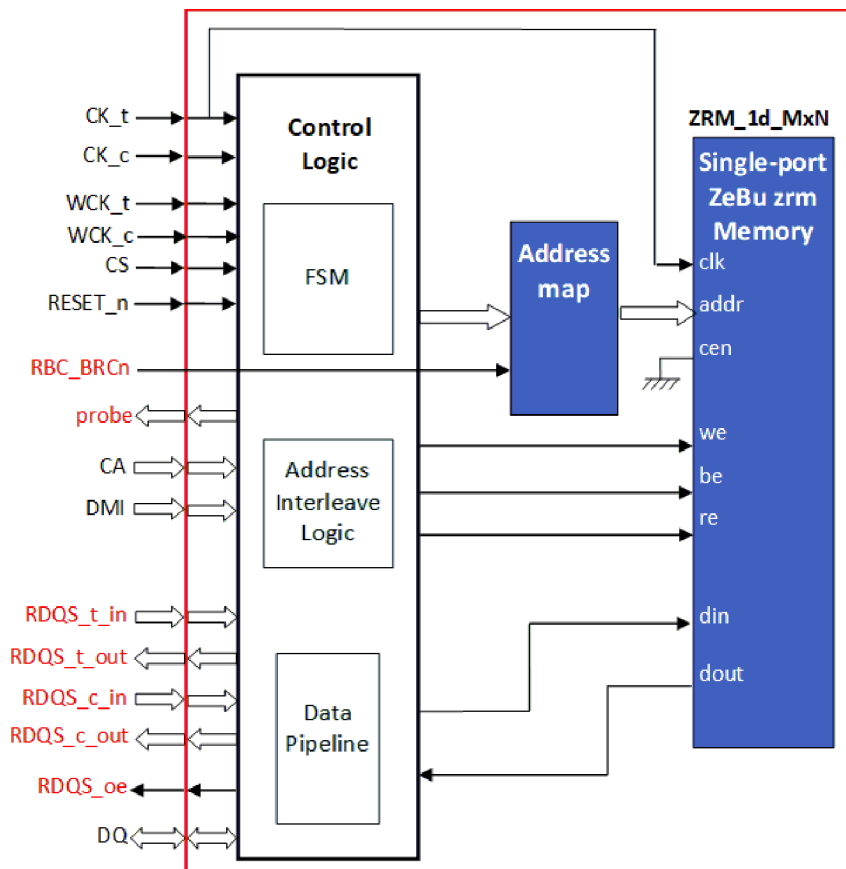 CK_t
CK_c
WCK_t
WCK_c
CS
RESET_n
RBC_BRCn
probe
CA
DMI
RDQS_t_in
RDQS_t_out
RDQS_c_in
RDQS_c_out
RDQS_oe
DQ
Control
Logic
FSM
Address
Interleave
Logic
Data
Pipeline
Address
map
ZRM_1d_MxN
Single-port
ZeBu zrm
Memory
clk
addr
cen
we
be
re
din
dout